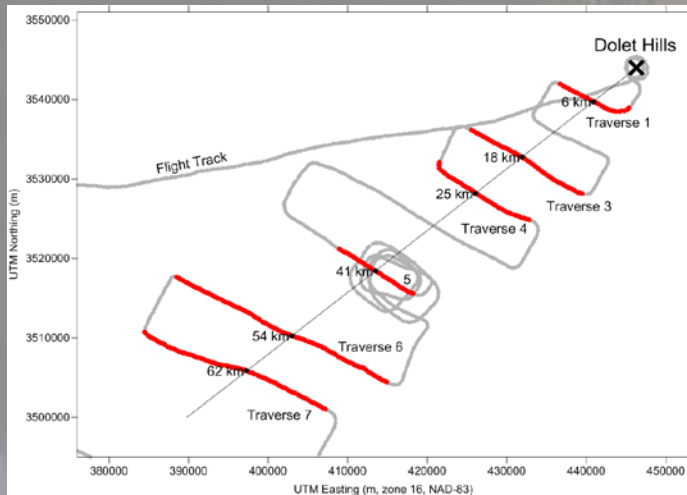 3550000
Dolet Hills
3540000
6 km
Traverse 1
18 km
Flight Track
3530000
25 km
Traverse 3
Traverse 4
3520000
41 km
5
3510000
54 km
Traverse 6
62 km
Traverse 7
3500000
UTM Northing (m)
380000 390000 400000 410000 420000 430000 440000 450000
UTM Easting (m, zone 16, NAD-83)